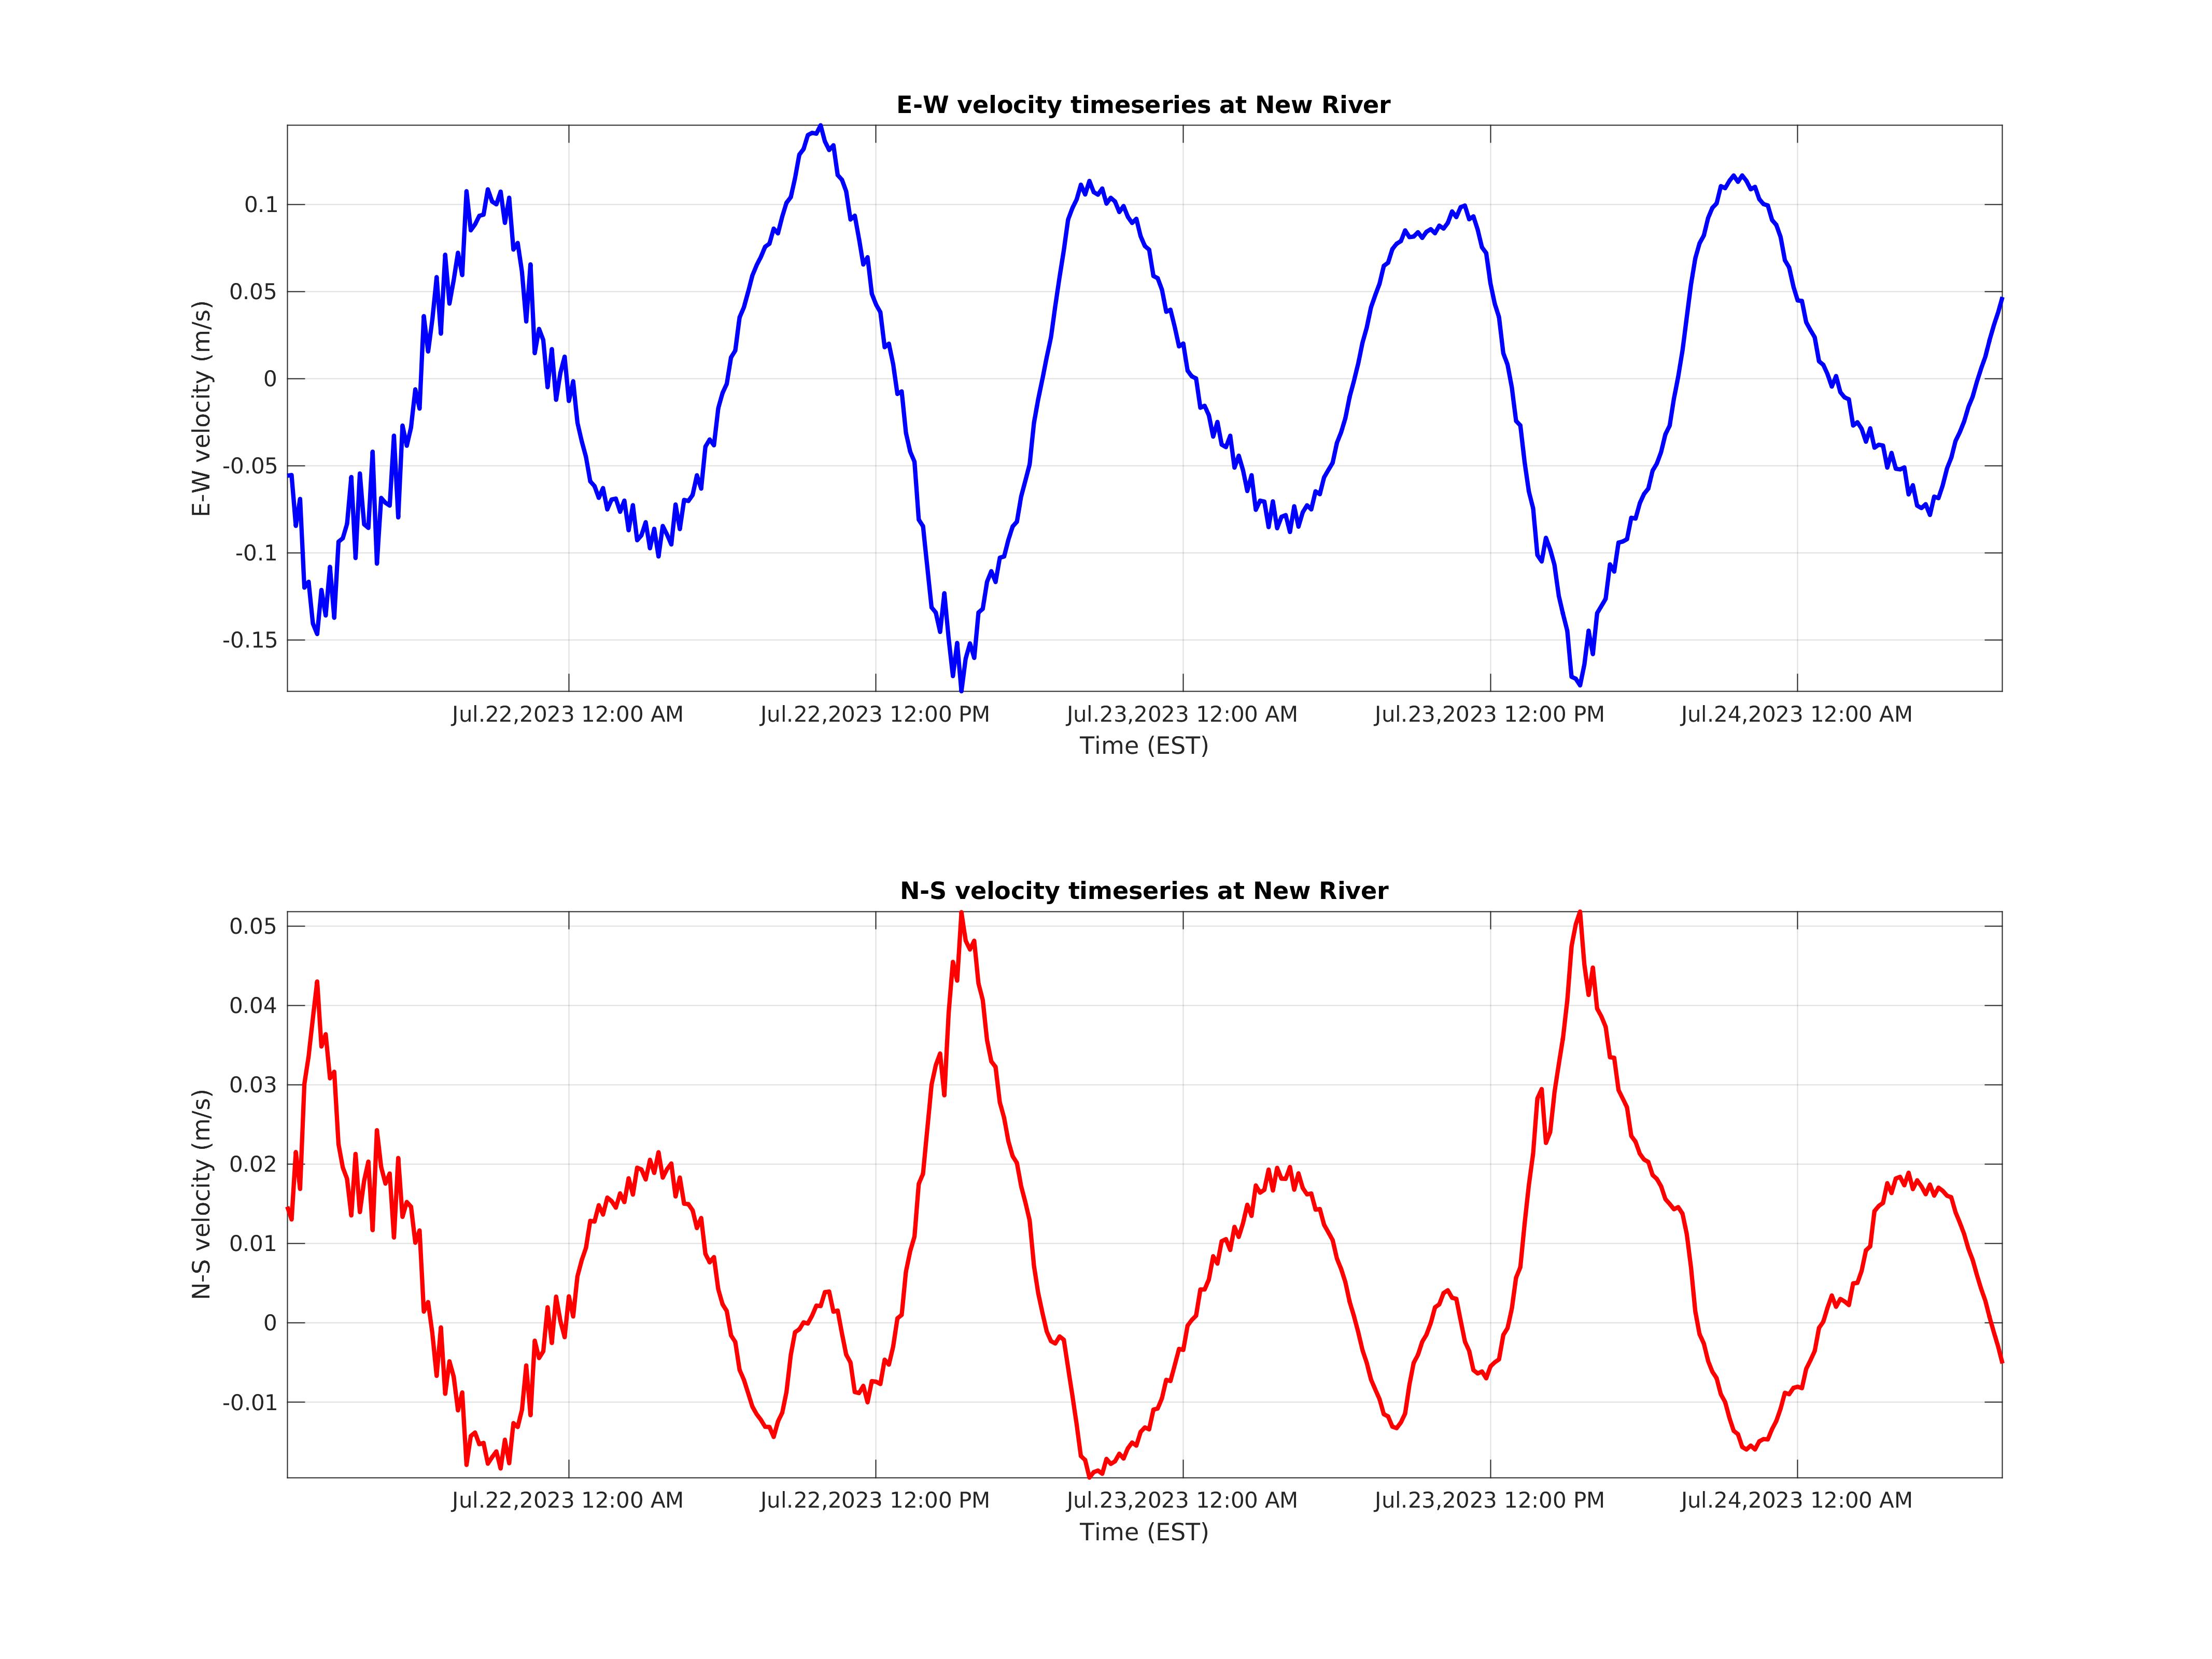 E-W velocity timeseries at New River
0.1
0.05
0
-0.05
-0.1
-0.15
E-W velocity (m/s)
Jul.22,2023 12:00 AM
Jul.22,2023 12:00 PM
Jul.23,2023 12:00 AM
Jul.23,2023 12:00 PM
Jul.24,2023 12:00 AM
Time (EST)
N-S velocity timeseries at New River
0.05
0.04
0.03
0.02
0.01
0
-0.01
N-S velocity (m/s)
Jul.22,2023 12:00 AM
Jul.22,2023 12:00 PM
Jul.23,2023 12:00 AM
Jul.23,2023 12:00 PM
Jul.24,2023 12:00 AM
Time (EST)